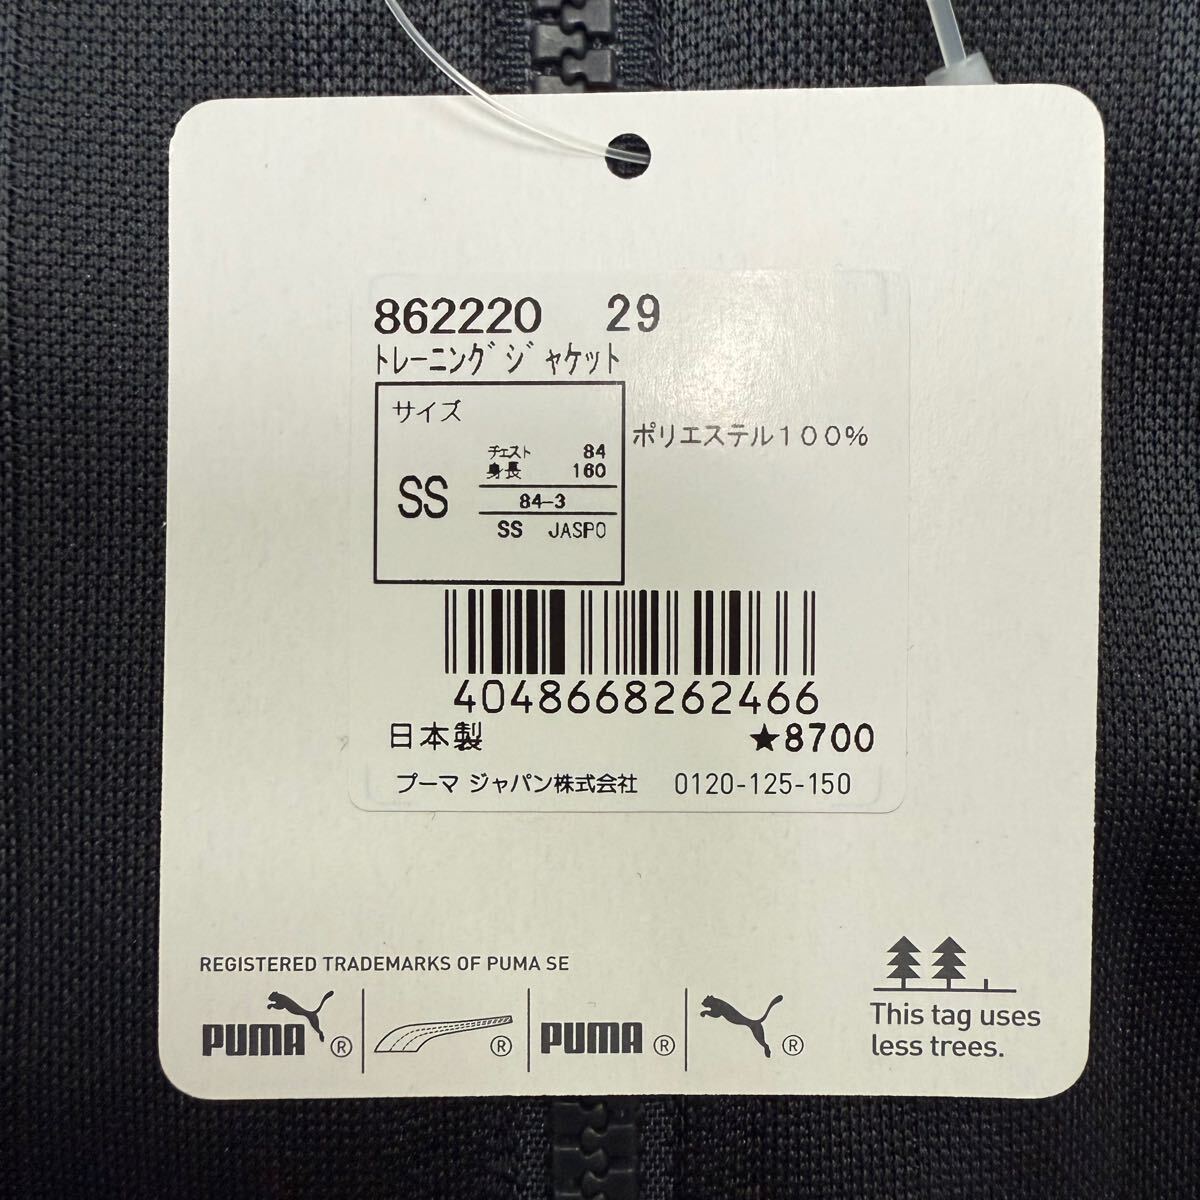 862220 29
トレーニングジャケット
サイズ
SS
チェスト 84
身長 160
84-3
SS JASPO
ポリエステル100%
4048668262466
日本製 ★8700
プーマ ジャパン株式会社 0120-125-150
REGISTERED TRADEMARKS OF PUMA SE
PUMA® ® PUMA® ®
This tag uses
less trees.